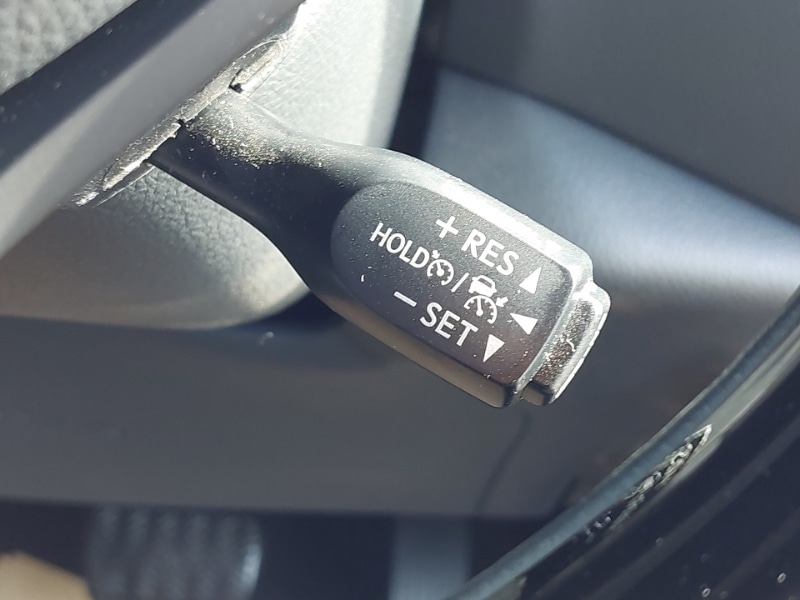 + RES
HOLD /
- SET